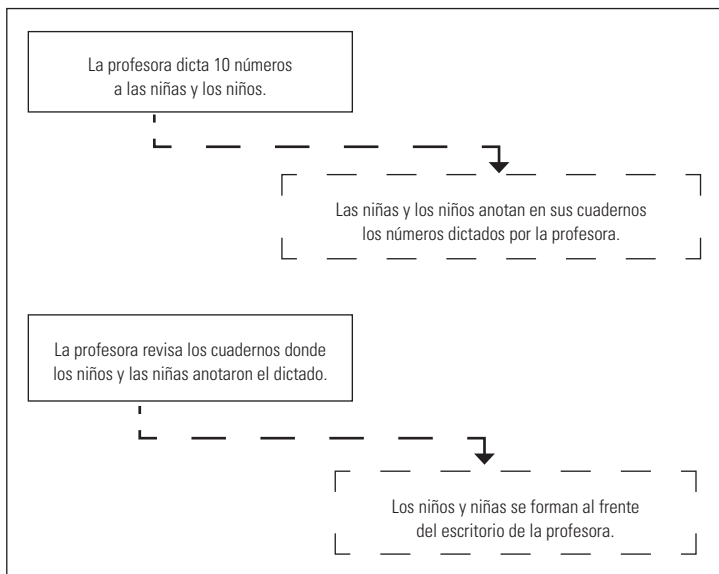 La profesora dicta 10 números
a las niñas y los niños.
Las niñas y los niños anotan en sus cuadernos
los números dictados por la profesora.
La profesora revisa los cuadernos donde
los niños y las niñas anotaron el dictado.
Los niños y niñas se forman al frente
del escritorio de la profesora.